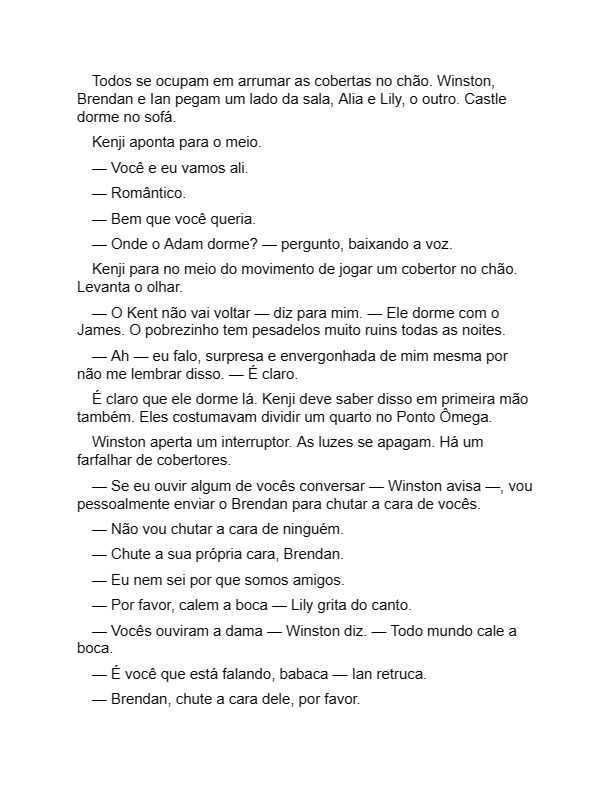 Todos se ocupam em arrumar as cobertas no chão. Winston,
Brendan e Ian pegam um lado da sala, Alia e Lily, o outro. Castle
dorme no sofá.
Kenji aponta para o meio.
— Você e eu vamos ali.
— Romântico.
— Bem que você queria.
— Onde o Adam dorme? — pergunto, baixando a voz.
Kenji para no meio do movimento de jogar um cobertor no chão.
Levanta o olhar.
— O Kent não vai voltar — diz para mim. — Ele dorme com o
James. O pobrezinho tem pesadelos muito ruins todas as noites.
— Ah — eu falo, surpresa e envergonhada de mim mesma por
não me lembrar disso. — É claro.
É claro que ele dorme lá. Kenji deve saber disso em primeira mão
também. Eles costumavam dividir um quarto no Ponto Ômega.
Winston aperta um interruptor. As luzes se apagam. Há um
farfalhar de cobertores.
— Se eu ouvir algum de vocês conversar — Winston avisa —, vou
pessoalmente enviar o Brendan para chutar a cara de vocês.
— Não vou chutar a cara de ninguém.
— Chute a sua própria cara, Brendan.
— Eu nem sei por que somos amigos.
— Por favor, calem a boca — Lily grita do canto.
— Vocês ouviram a dama — Winston diz. — Todo mundo cale a
boca.
— É você que está falando, babaca — Ian retruca.
— Brendan, chute a cara dele, por favor.